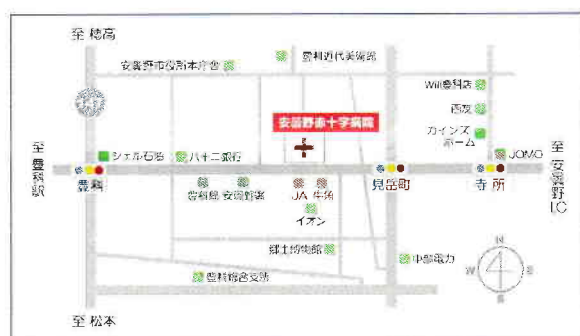 至 穂高
豊科近代美術館
安曇野市役所本庁舎
Will豊科店
西友
147
安曇野赤十字病院
カインズ
ホーム
シェル石油
八十二銀行
JOMO
至 豊科駅
豊科
見岳町
寺所
至 安曇野I.C
豊科局
安曇野署
JA
イオン
郷土博物館
中部電力
豊科総合支所
N
W
E
S
至 松本